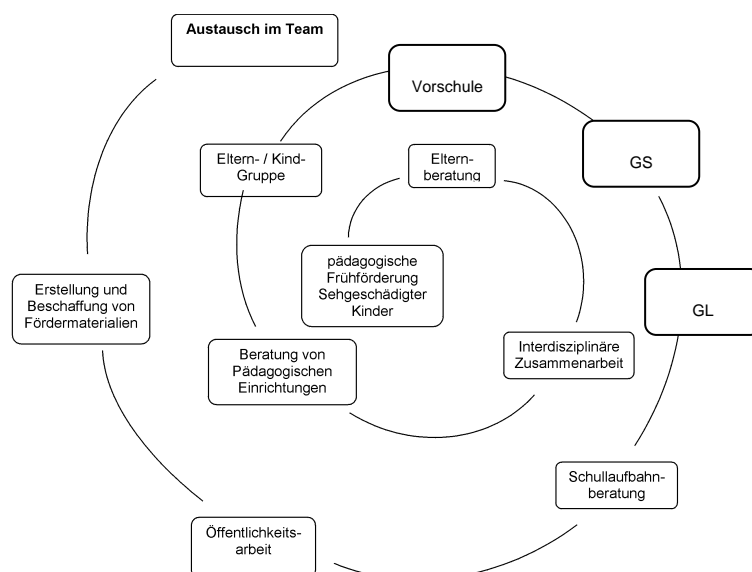 Austausch im Team
Vorschule
GS
Eltern- / Kind-
Gruppe
Eltern-
beratung
pädagogische
Frühförderung
Sehgeschädigter
Kinder
Erstellung und
Beschaffung von
Fördermaterialien
GL
Beratung von
Pädagogischen
Einrichtungen
Interdisziplinäre
Zusammenarbeit
Schullaufbahn-
beratung
Öffentlichkeits-
arbeit